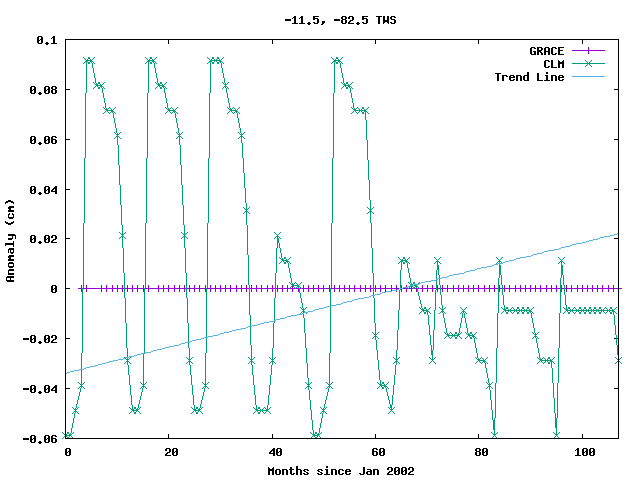 -11.5, -82.5 TWS
GRACE
CLM
Trend Line
Anomaly (cm)
0.1
0.08
0.06
0.04
0.02
0
-0.02
-0.04
-0.06
0 20 40 60 80 100
Months since Jan 2002